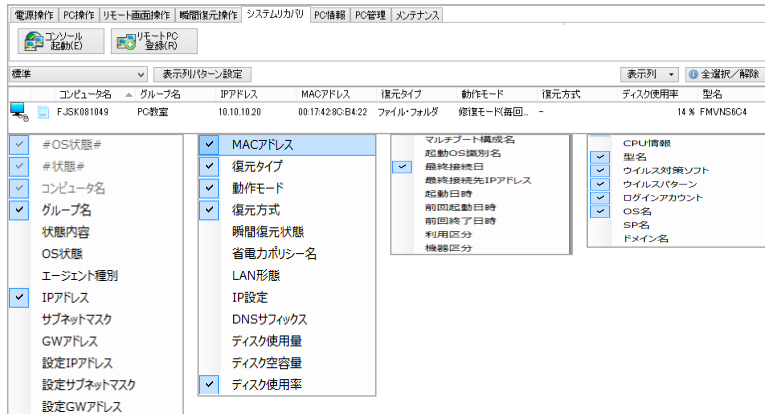 電源操作 PC操作 リモート画面操作 瞬間復元操作 システムリカバリ PC情報 PC管理 メンテナンス
コンソール 起動(E)
リモートPC 登録(R)
標準 表示列パターン設定 表示列 全選択/解除
コンピュータ名 グループ名 IPアドレス MACアドレス 復元タイプ 動作モード 復元方式 ディスク使用率 型名
FJSK081049 PC教室 10.10.10.20 00:17:42:8C:B4:22 ファイル・フォルダ 修復モード(毎回... - 14 % FMVNS6C4
#OS状態#
#状態#
コンピュータ名
グループ名
状態内容
OS状態
エージェント種別
IPアドレス
サブネットマスク
GWアドレス
設定IPアドレス
設定サブネットマスク
設定GWアドレス
MACアドレス
復元タイプ
動作モード
復元方式
瞬間復元状態
省電力ポリシー名
LAN形態
IP設定
DNSサフィックス
ディスク使用量
ディスク空容量
ディスク使用率
マルチブート構成名
起動OS識別名
最終接続日
最終接続先IPアドレス
起動日時
前回起動日時
前回終了日時
利用区分
機器区分
CPU情報
型名
ウイルス対策ソフト
ウイルスパターン
ログインアカウント
OS名
SP名
ドメイン名